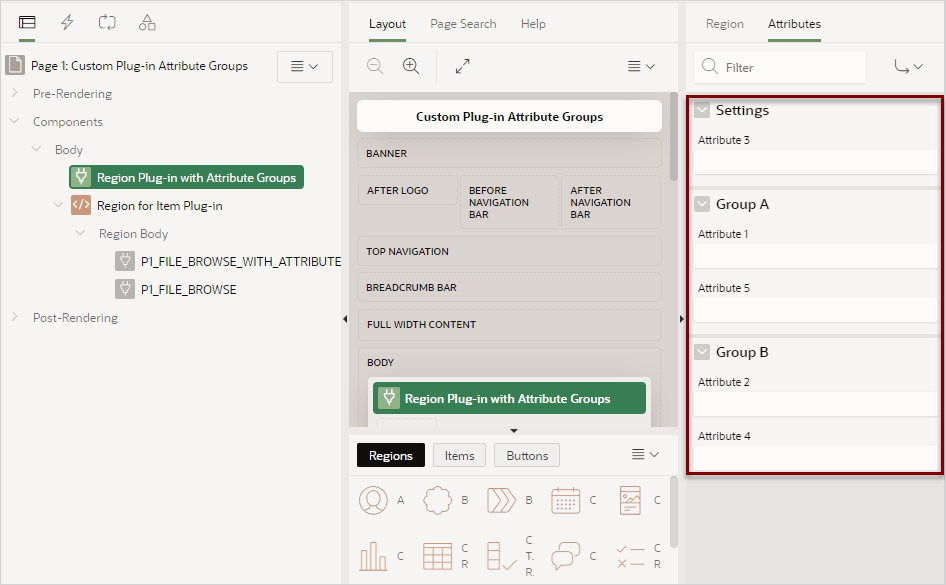 Page 1: Custom Plug-in Attribute Groups
Pre-Rendering
Components
Body
Region Plug-in with Attribute Groups
Region for Item Plug-in
Region Body
P1_FILE_BROWSE_WITH_ATTRIBUTE
P1_FILE_BROWSE
Post-Rendering
Layout
Page Search
Help
Custom Plug-in Attribute Groups
BANNER
AFTER LOGO
BEFORE
NAVIGATION
BAR
AFTER
NAVIGATION
BAR
TOP NAVIGATION
BREADCRUMB BAR
FULL WIDTH CONTENT
BODY
Region Plug-in with Attribute Groups
Regions
Items
Buttons
A
B
B
C
C
C
C
R
C
T.
R.
C
C
R
Region
Attributes
Filter
Settings
Attribute 3
Group A
Attribute 1
Attribute 5
Group B
Attribute 2
Attribute 4